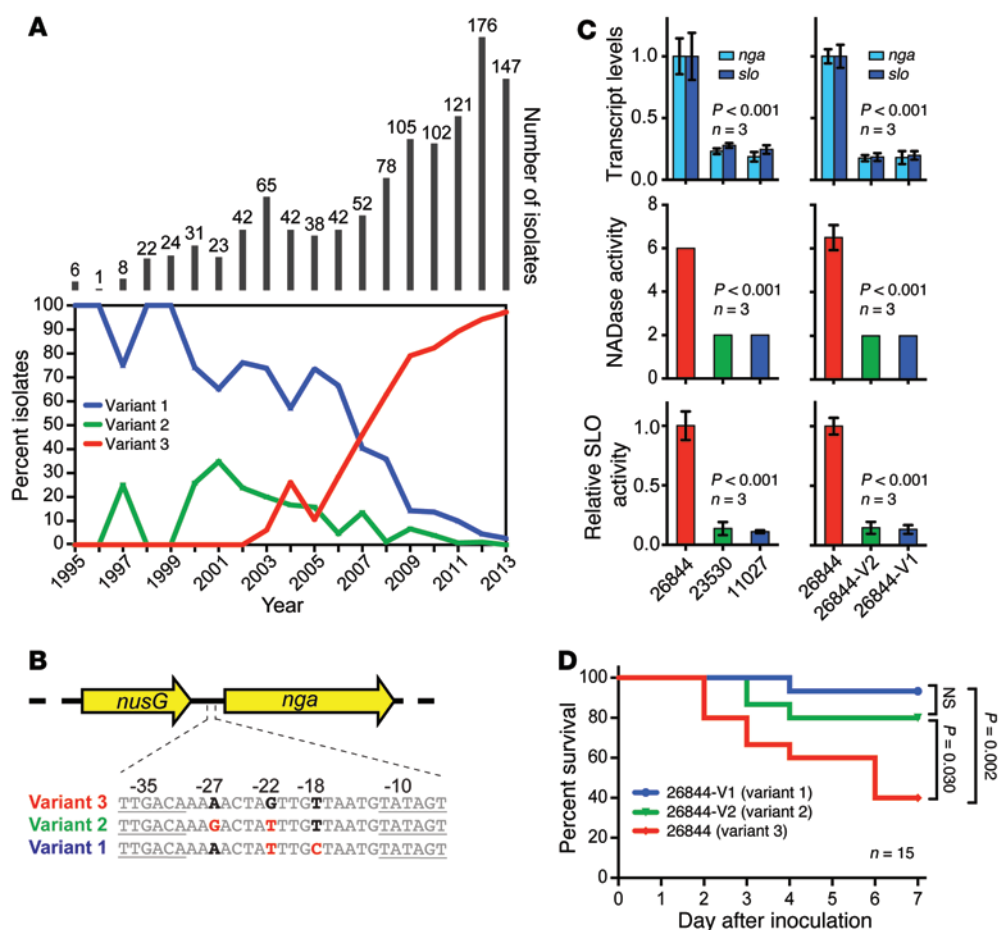 A
6
1
8
22
24
31
23
42
65
42
38
42
52
78
105
102
121
176
147
Number of isolates
100
90
80
70
60
50
40
30
20
10
0
Percent isolates
Variant 1
Variant 2
Variant 3
1995
1997
1999
2001
2003
2005
2007
2009
2011
2013
Year
B
nusG
nga
-35 -27 -22 -18 -10
Variant 3 TTGACAAAAACTAGTTGTTAATGTATAGT
Variant 2 TTGACAAAGACTATTTGTTAATGTATAGT
Variant 1 TTGACAAAAACTATTTGCTAATGTATAGT
C
Transcript levels
1.0
0.5
0.0
nga
slo
P < 0.001
n = 3
nga
slo
P < 0.001
n = 3
NADase activity
8
6
4
2
0
P < 0.001
n = 3
P < 0.001
n = 3
Relative SLO
activity
1.0
0.5
0.0
P < 0.001
n = 3
P < 0.001
n = 3
26844
23530
11027
26844
26844-V2
26844-V1
D
Percent survival
100
80
60
40
20
0
26844-V1 (variant 1)
26844-V2 (variant 2)
26844 (variant 3)
n = 15
NS
P = 0.030
P = 0.002
0 1 2 3 4 5 6 7
Day after inoculation